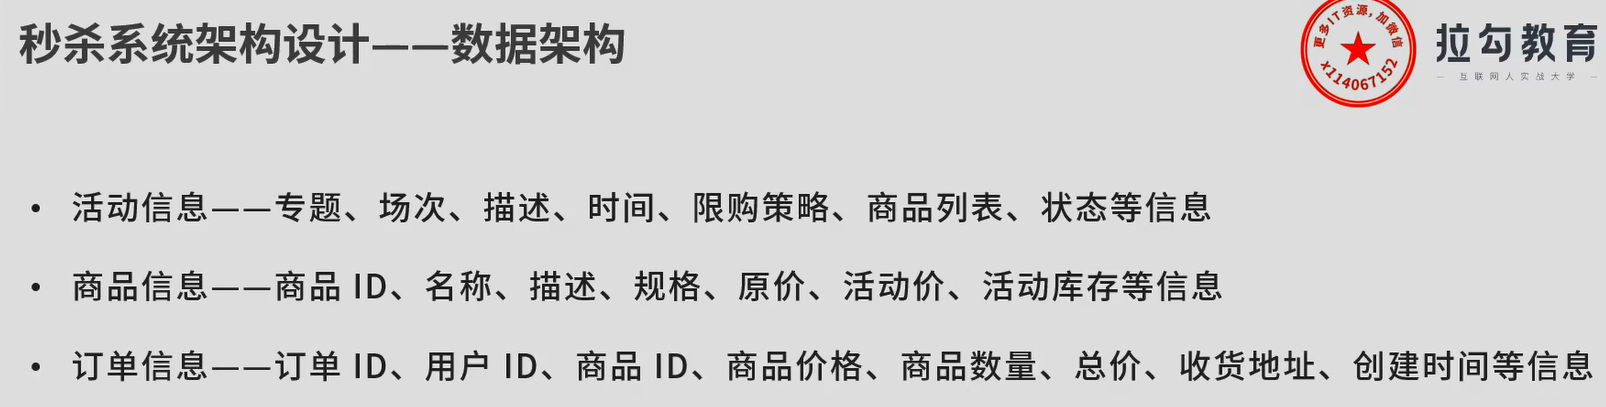 秒杀系统架构设计——数据架构
更多IT资源,加微信
x114067152
拉勾教育
— 互联网人实战大学 —
• 活动信息——专题、场次、描述、时间、限购策略、商品列表、状态等信息
• 商品信息——商品 ID、名称、描述、规格、原价、活动价、活动库存等信息
• 订单信息——订单 ID、用户 ID、商品 ID、商品价格、商品数量、总价、收货地址、创建时间等信息